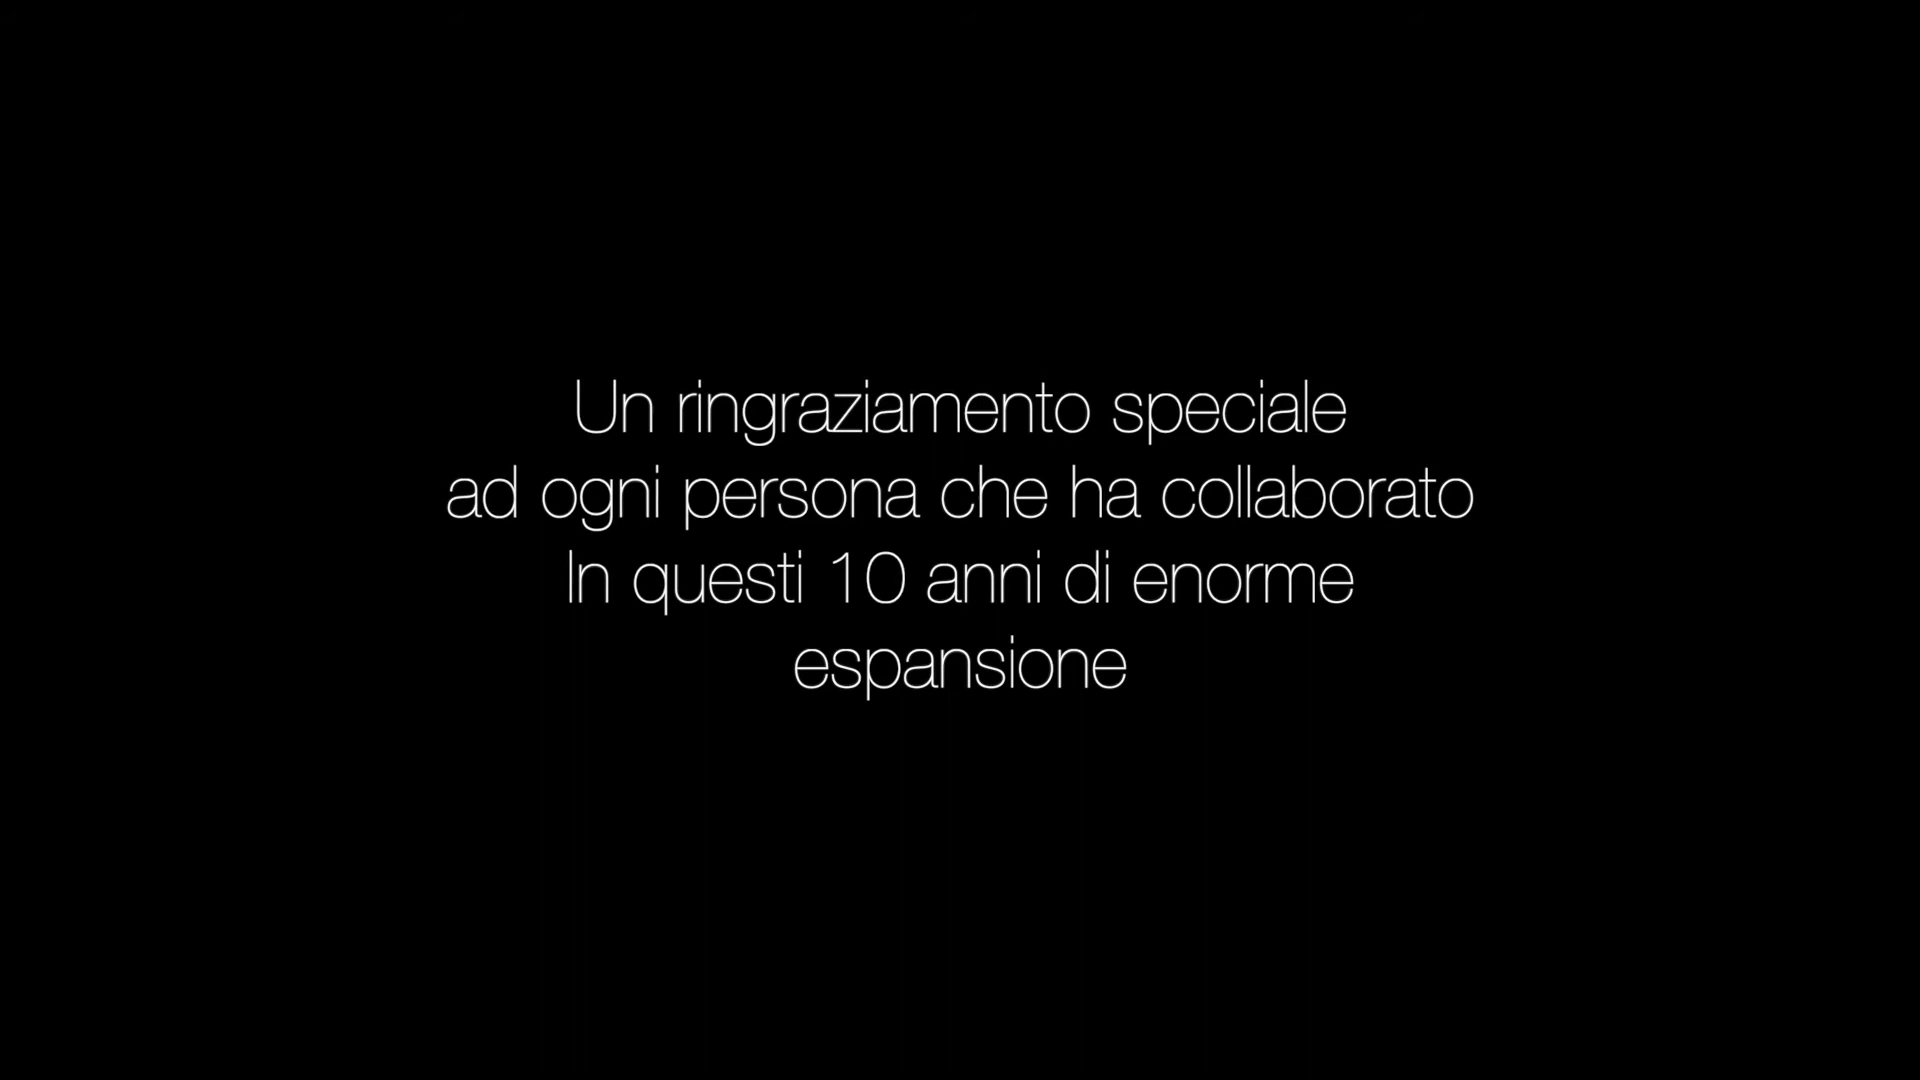 Un ringraziamento speciale
ad ogni persona che ha collaborato
In questi 10 anni di enorme
espansione